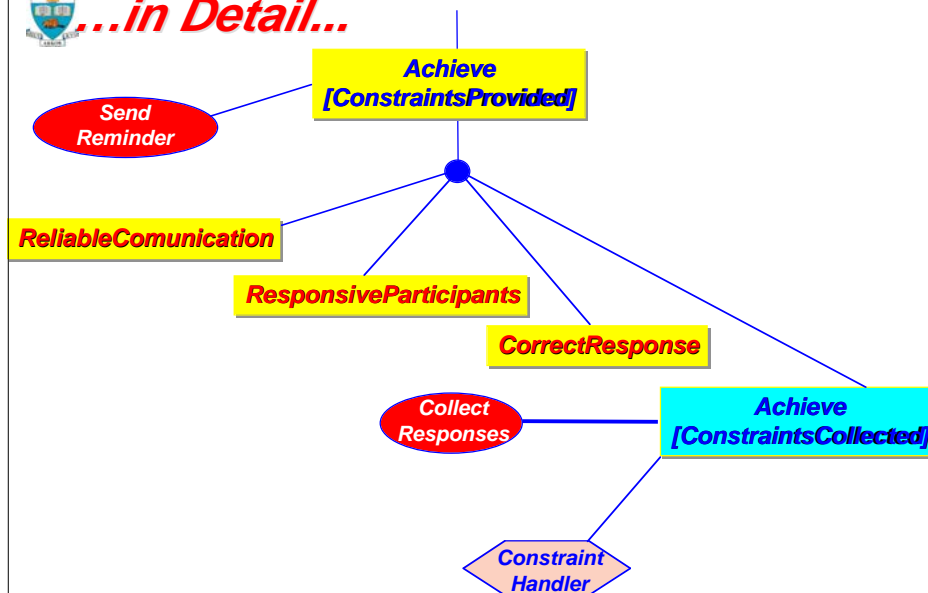 ...in Detail...
Achieve
[ConstraintsProvided]
Send
Reminder
ReliableComunication
ResponsiveParticipants
CorrectResponse
Collect
Responses
Achieve
[ConstraintsCollected]
Constraint
Handler